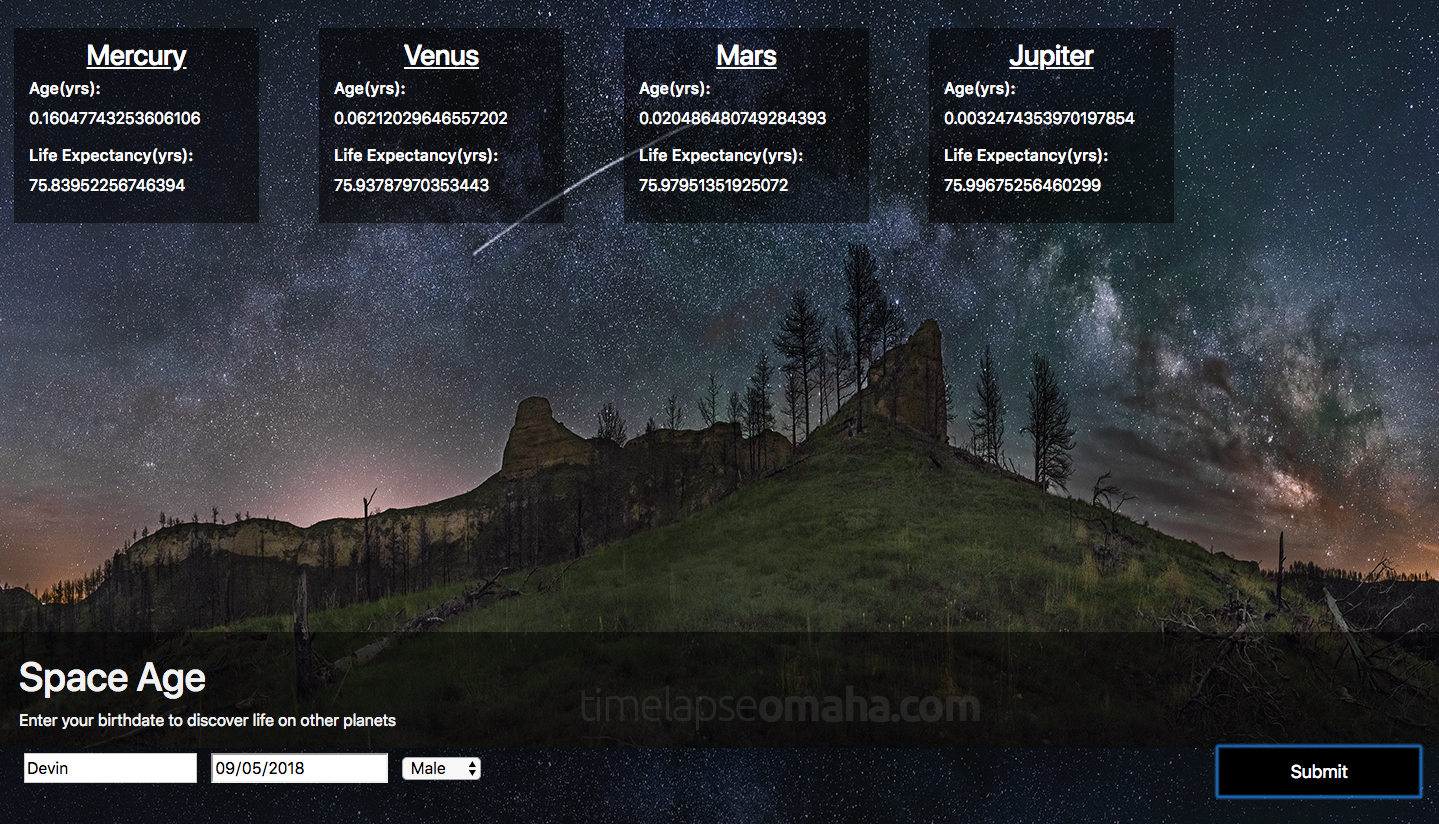 Mercury
Age(yrs):
0.16047743253606106
Life Expectancy(yrs):
75.83952256746394
Venus
Age(yrs):
0.06212029646557202
Life Expectancy(yrs):
75.93787970353443
Mars
Age(yrs):
0.020486480749284393
Life Expectancy(yrs):
75.97951351925072
Jupiter
Age(yrs):
0.0032474353970197854
Life Expectancy(yrs):
75.99675256460299
Space Age
Enter your birthdate to discover life on other planets
timelapseomaha.com
Devin
09/05/2018
Male
Submit